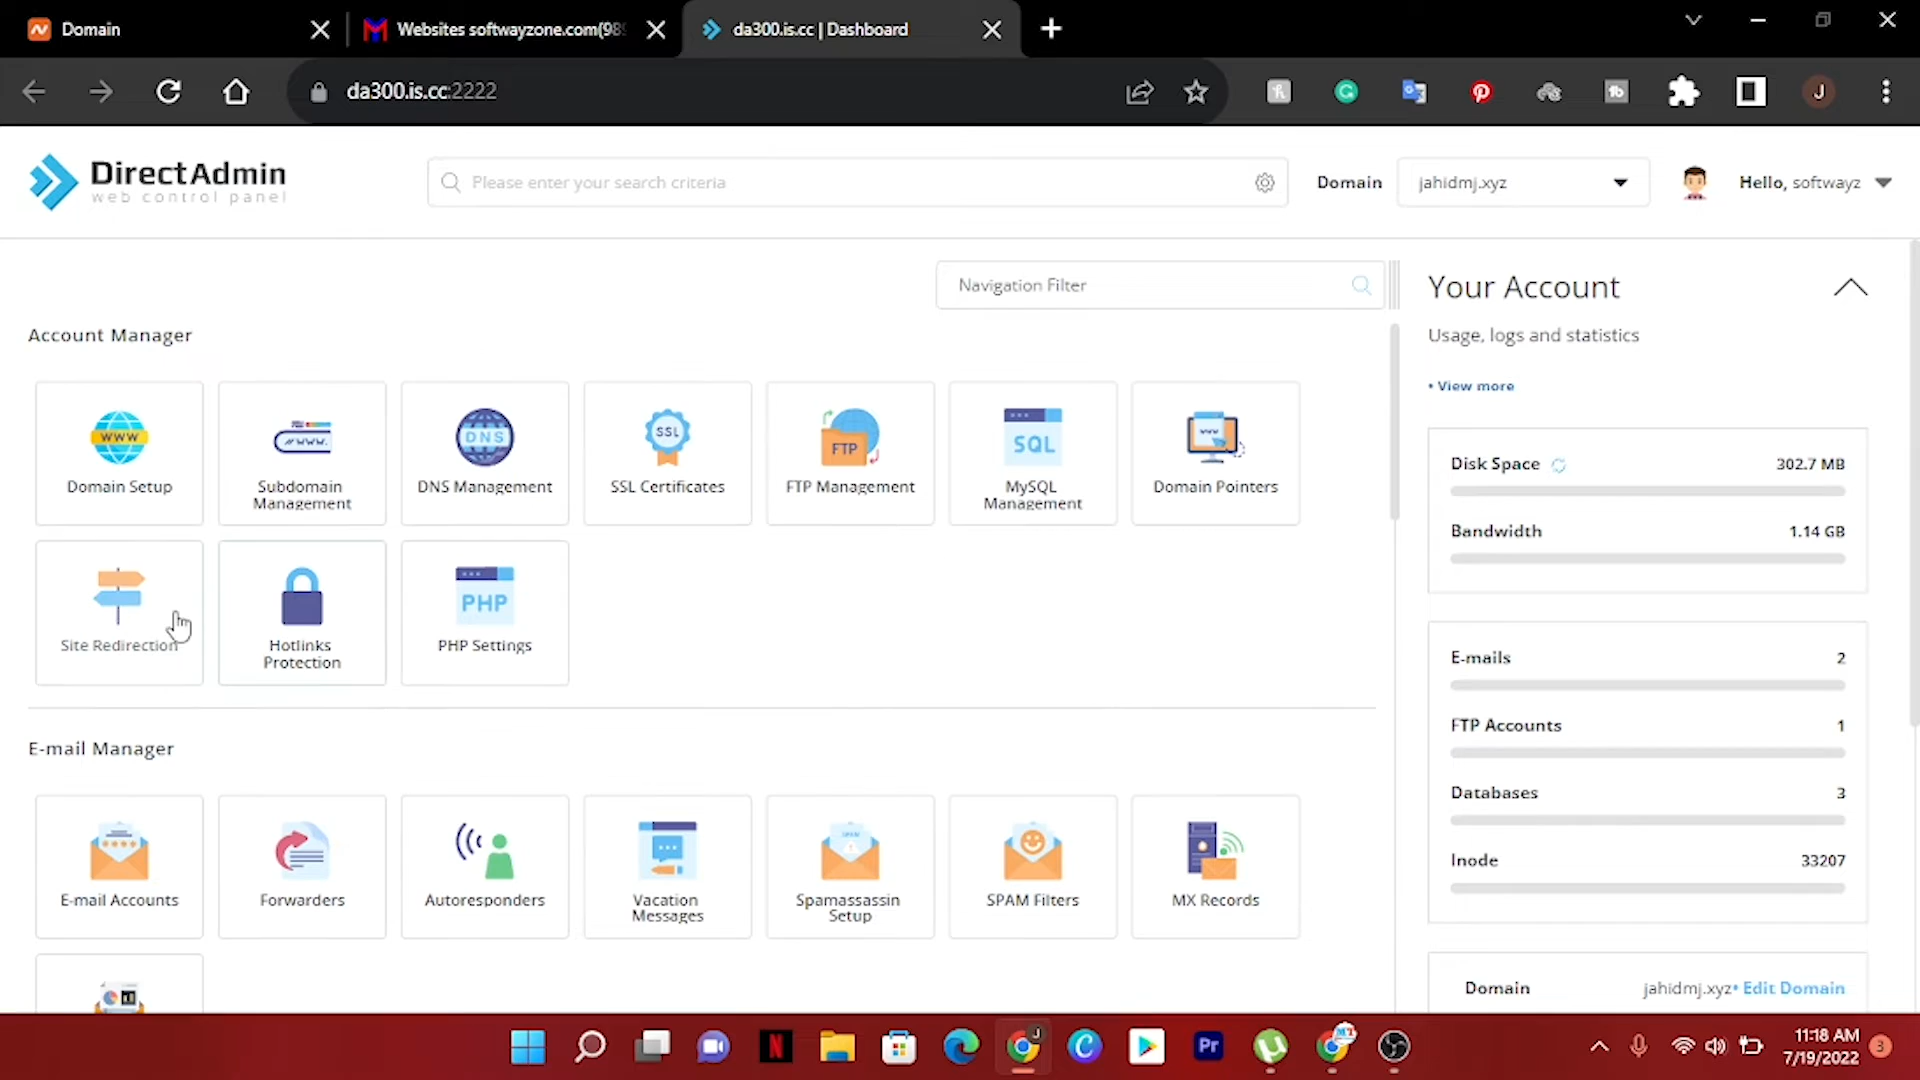 Domain
Websites softwayzone.com(989
da300.is.cc | Dashboard
da300.is.cc:2222
DirectAdmin
web control panel
Please enter your search criteria
Domain
jahidmj.xyz
Hello, softwayz
Navigation Filter
Account Manager
Domain Setup
Subdomain Management
DNS Management
SSL Certificates
FTP Management
MySQL Management
Domain Pointers
Site Redirection
Hotlinks Protection
PHP Settings
E-mail Manager
E-mail Accounts
Forwarders
Autoresponders
Vacation Messages
Spamassassin Setup
SPAM Filters
MX Records
Your Account
Usage, logs and statistics
• View more
Disk Space 302.7 MB
Bandwidth 1.14 GB
E-mails 2
FTP Accounts 1
Databases 3
Inode 33207
Domain jahidmj.xyz • Edit Domain
11:18 AM
7/19/2022
3